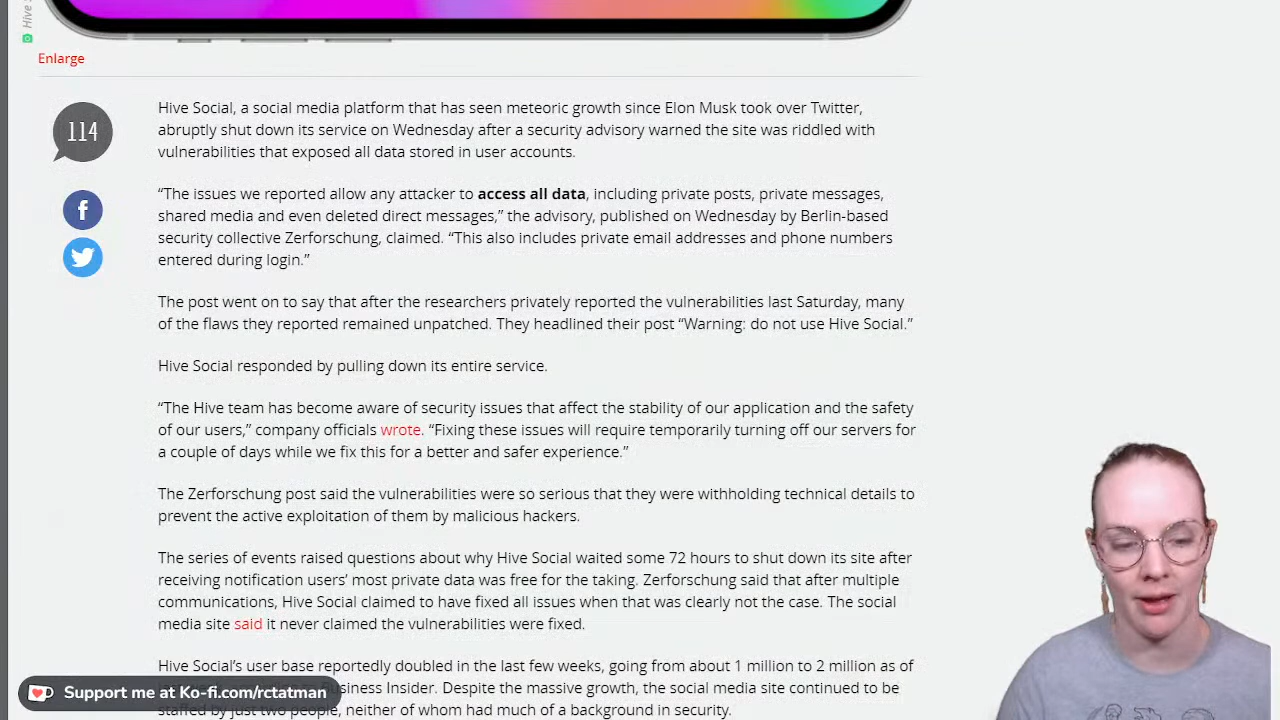 Hive S
Enlarge
114
Hive Social, a social media platform that has seen meteoric growth since Elon Musk took over Twitter,
abruptly shut down its service on Wednesday after a security advisory warned the site was riddled with
vulnerabilities that exposed all data stored in user accounts.
“The issues we reported allow any attacker to access all data, including private posts, private messages,
shared media and even deleted direct messages,” the advisory, published on Wednesday by Berlin-based
security collective Zerforschung, claimed. “This also includes private email addresses and phone numbers
entered during login.”
The post went on to say that after the researchers privately reported the vulnerabilities last Saturday, many
of the flaws they reported remained unpatched. They headlined their post “Warning: do not use Hive Social.”
Hive Social responded by pulling down its entire service.
“The Hive team has become aware of security issues that affect the stability of our application and the safety
of our users,” company officials wrote. “Fixing these issues will require temporarily turning off our servers for
a couple of days while we fix this for a better and safer experience.”
The Zerforschung post said the vulnerabilities were so serious that they were withholding technical details to
prevent the active exploitation of them by malicious hackers.
The series of events raised questions about why Hive Social waited some 72 hours to shut down its site after
receiving notification users’ most private data was free for the taking. Zerforschung said that after multiple
communications, Hive Social claimed to have fixed all issues when that was clearly not the case. The social
media site said it never claimed the vulnerabilities were fixed.
Hive Social’s user base reportedly doubled in the last few weeks, going from about 1 million to 2 million as of
Business Insider. Despite the massive growth, the social media site continued to be
staffed by just two people, neither of whom had much of a background in security.
Support me at Ko-fi.com/rctatman